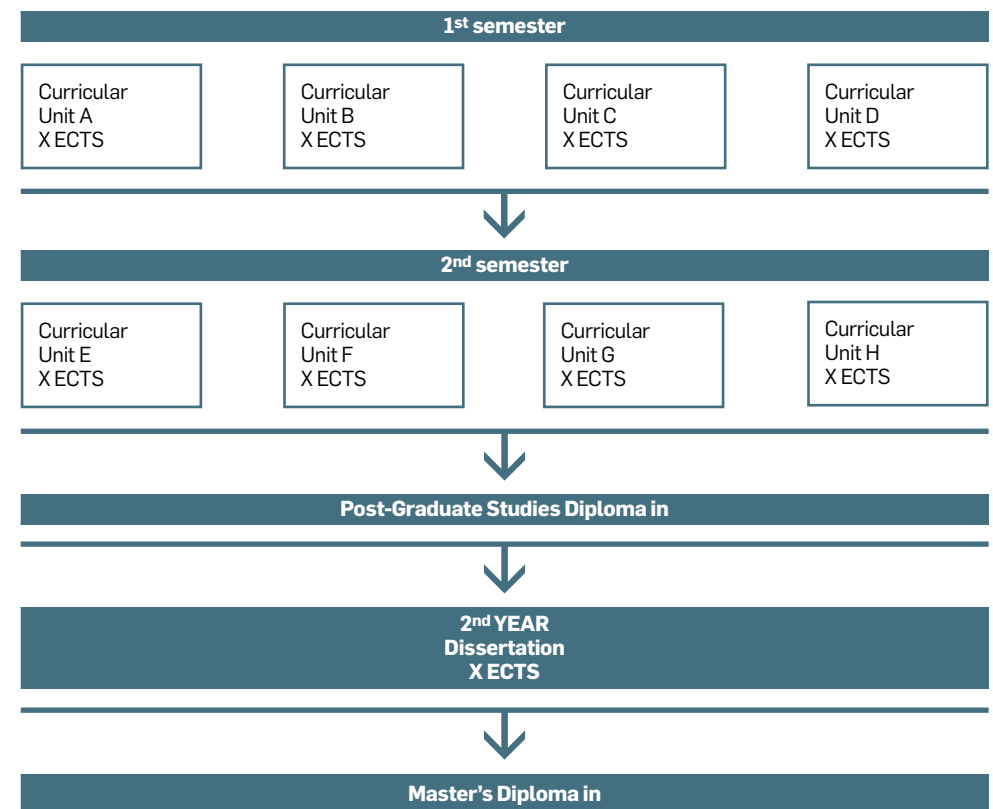 1st semester
Curricular
Unit A
X ECTS
Curricular
Unit B
X ECTS
Curricular
Unit C
X ECTS
Curricular
Unit D
X ECTS
2nd semester
Curricular
Unit E
X ECTS
Curricular
Unit F
X ECTS
Curricular
Unit G
X ECTS
Curricular
Unit H
X ECTS
Post-Graduate Studies Diploma in
2nd YEAR
Dissertation
X ECTS
Master's Diploma in